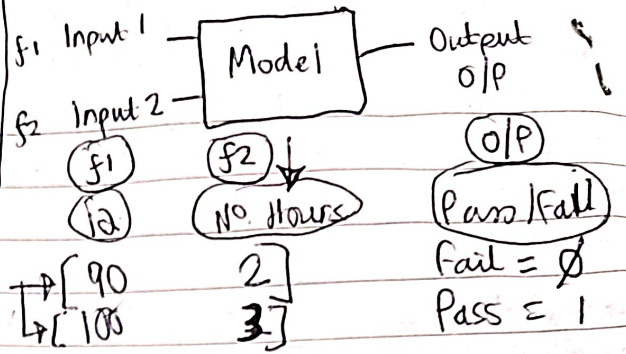 f1 Input 1 Model Output
O/P
f2 Input 2
f1 f2 O/P
No. Hours Pass/Fail
[90 2] Fail = 0
[100 3] Pass = 1